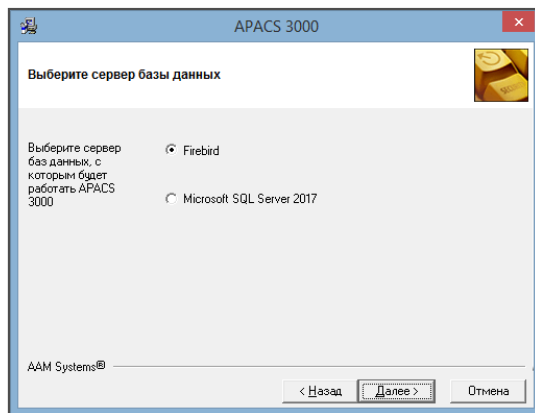 APACS 3000
Выберите сервер базы данных
Выберите сервер
баз данных, с
которым будет
работать APACS
3000
Firebird
Microsoft SQL Server 2017
AAM Systems®
< Назад
Далее >
Отмена